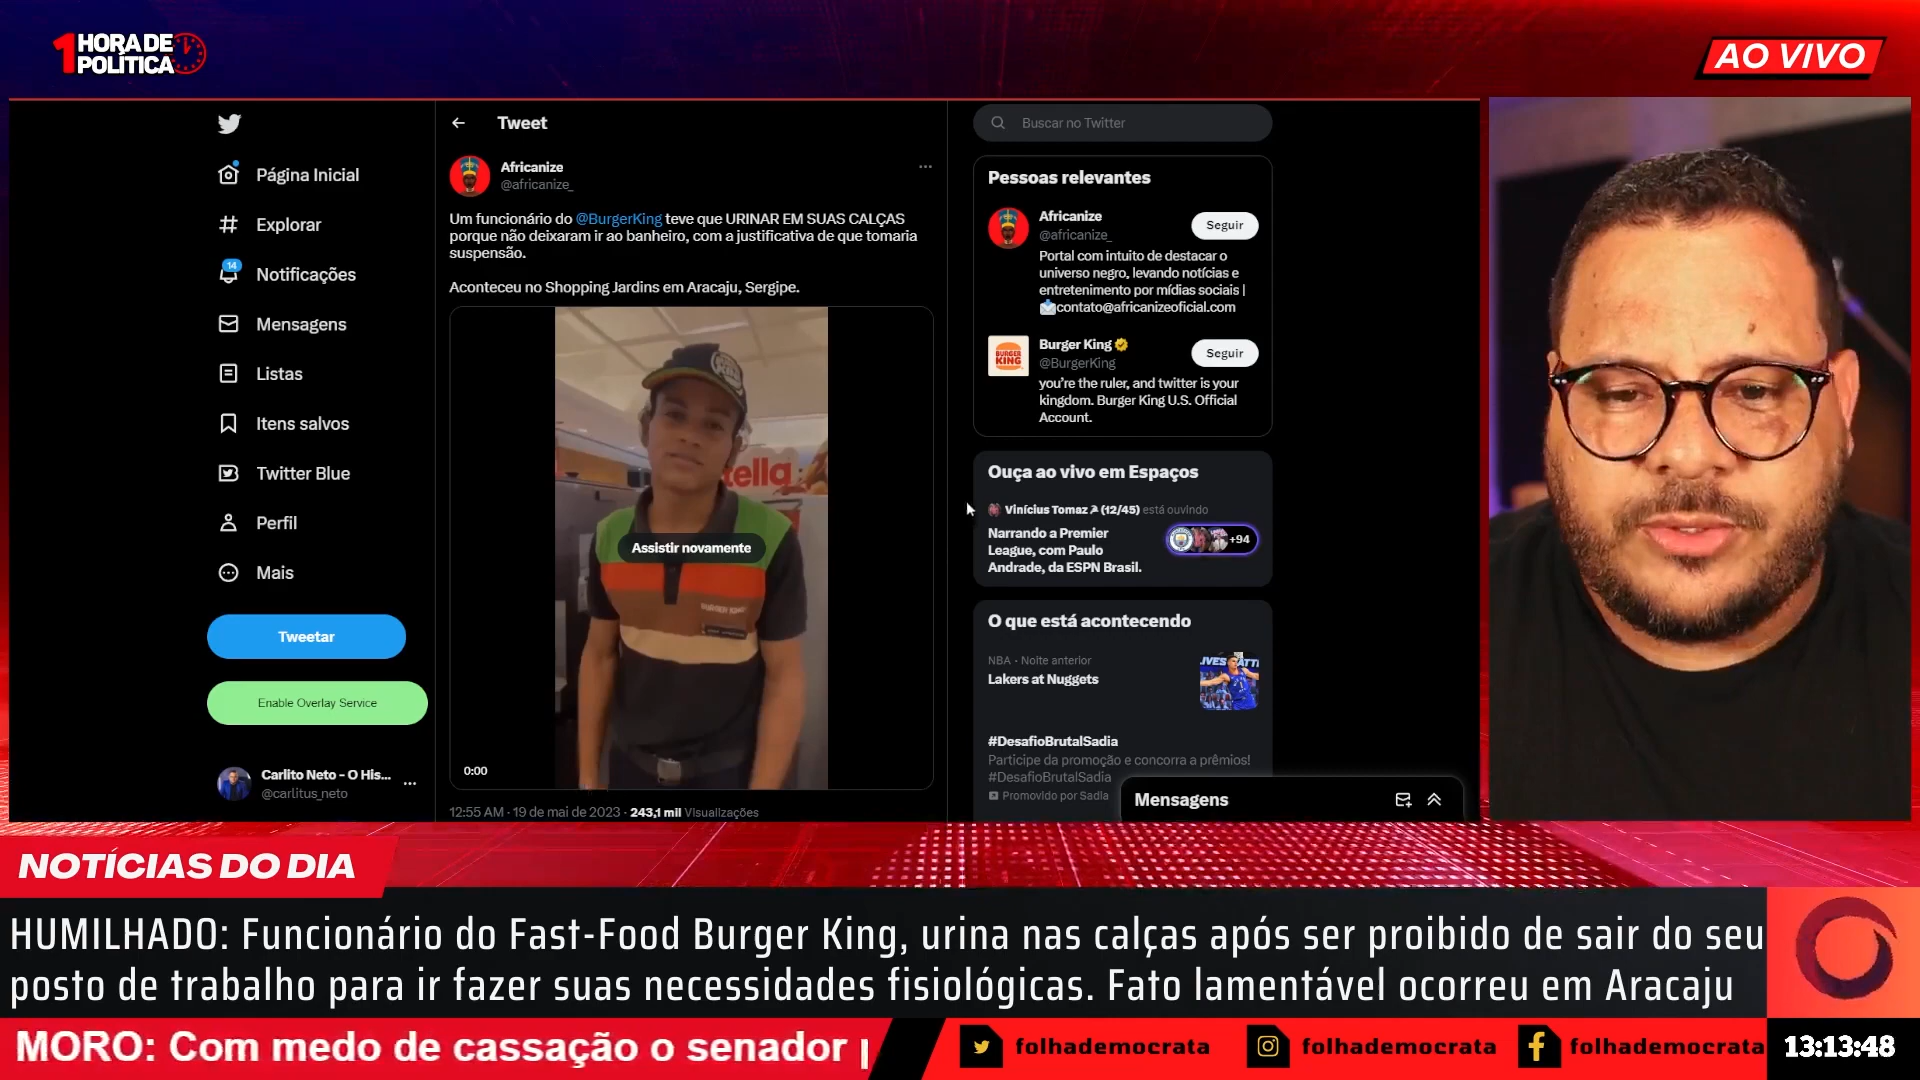 1 HORA DE
POLÍTICA
AO VIVO
Tweet
Buscar no Twitter
Página Inicial
Explorar
14
Notificações
Mensagens
Listas
Itens salvos
Twitter Blue
Perfil
Mais
Tweetar
Enable Overlay Service
Carlito Neto - O His...
@carlitus_neto
Africanize
@africanize_
Um funcionário do @BurgerKing teve que URINAR EM SUAS CALÇAS
porque não deixaram ir ao banheiro, com a justificativa de que tomaria
suspensão.
Aconteceu no Shopping Jardins em Aracaju, Sergipe.
tella
Assistir novamente
BURGER KING
0:00
12:55 AM · 19 de mai de 2023 · 243,1 mil Visualizações
Pessoas relevantes
Africanize
@africanize_
Seguir
Portal com intuito de destacar o
universo negro, levando notícias e
entretenimento por mídias sociais |
📩contato@africanizeoficial.com
BURGER
KING
Burger King
@BurgerKing
Seguir
you're the ruler, and twitter is your
kingdom. Burger King U.S. Official
Account.
Ouça ao vivo em Espaços
Vinícius Tomaz (12/45) está ouvindo
Narrando a Premier
League, com Paulo
Andrade, da ESPN Brasil.
+94
O que está acontecendo
NBA · Noite anterior
Lakers at Nuggets
#DesafioBrutalSadia
Participe da promoção e concorra a prêmios!
#DesafioBrutalSadia
Promovido por Sadia
Mensagens
NOTÍCIAS DO DIA
HUMILHADO: Funcionário do Fast-Food Burger King, urina nas calças após ser proibido de sair do seu
posto de trabalho para ir fazer suas necessidades fisiológicas. Fato lamentável ocorreu em Aracaju
MORO: Com medo de cassação o senador
folhademocrata
folhademocrata
folhademocrata
13:13:48